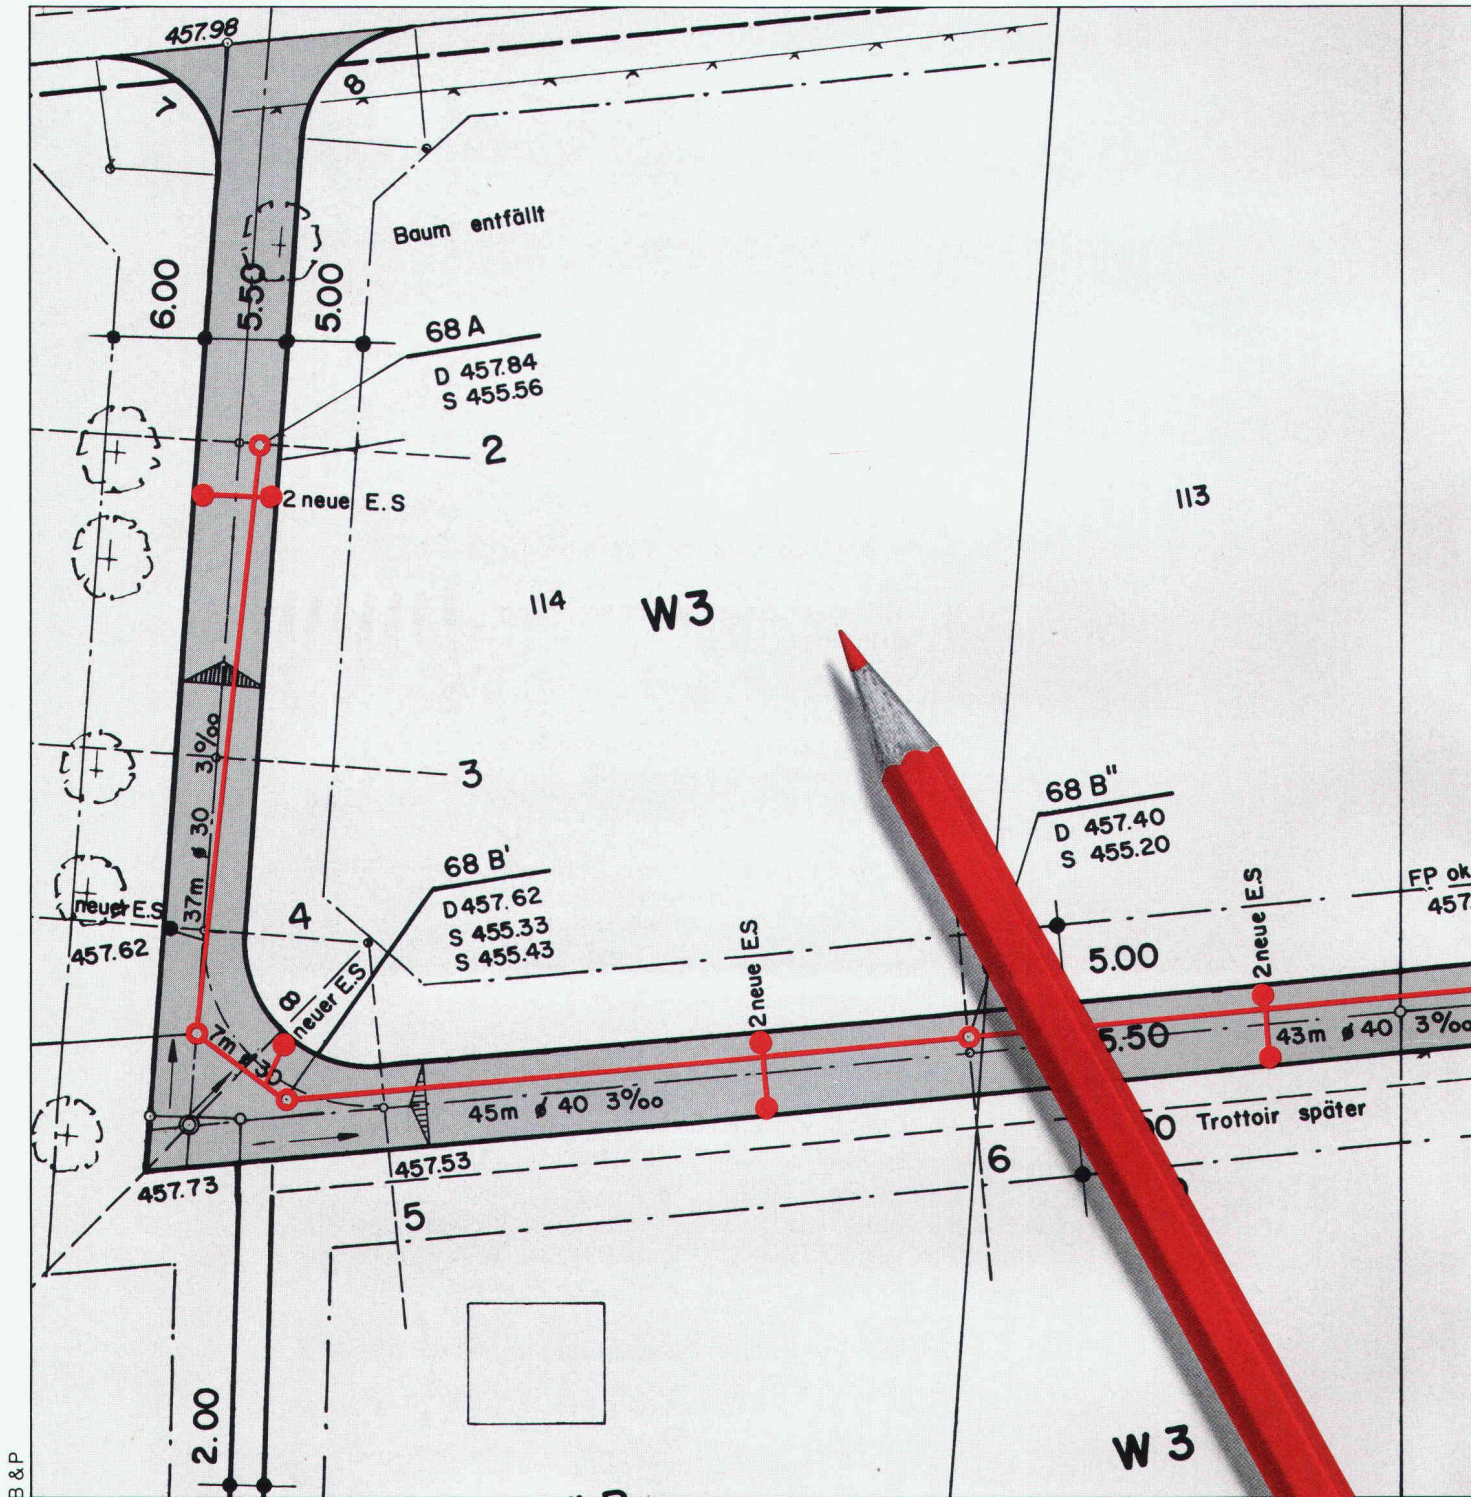 457.98
7
8
Baum entfällt
6.00
5.50
5.00
68 A
D 457.84
S 455.56
2
2 neue E.S
113
114
W 3
3‰
3
37m ø 30
68 B''
D 457.40
S 455.20
68 B'
D 457.62
S 455.33
S 455.43
neuer E.S
457.62
4
8
neuer E.S
2 neue E.S
2 neue E.S
FP ok
457.
5.00
7m ø 30
5.50
43m ø 40 3‰
45m ø 40 3‰
00 Trottoir später
457.53
457.73
6
5
2.00
W 3
B & P